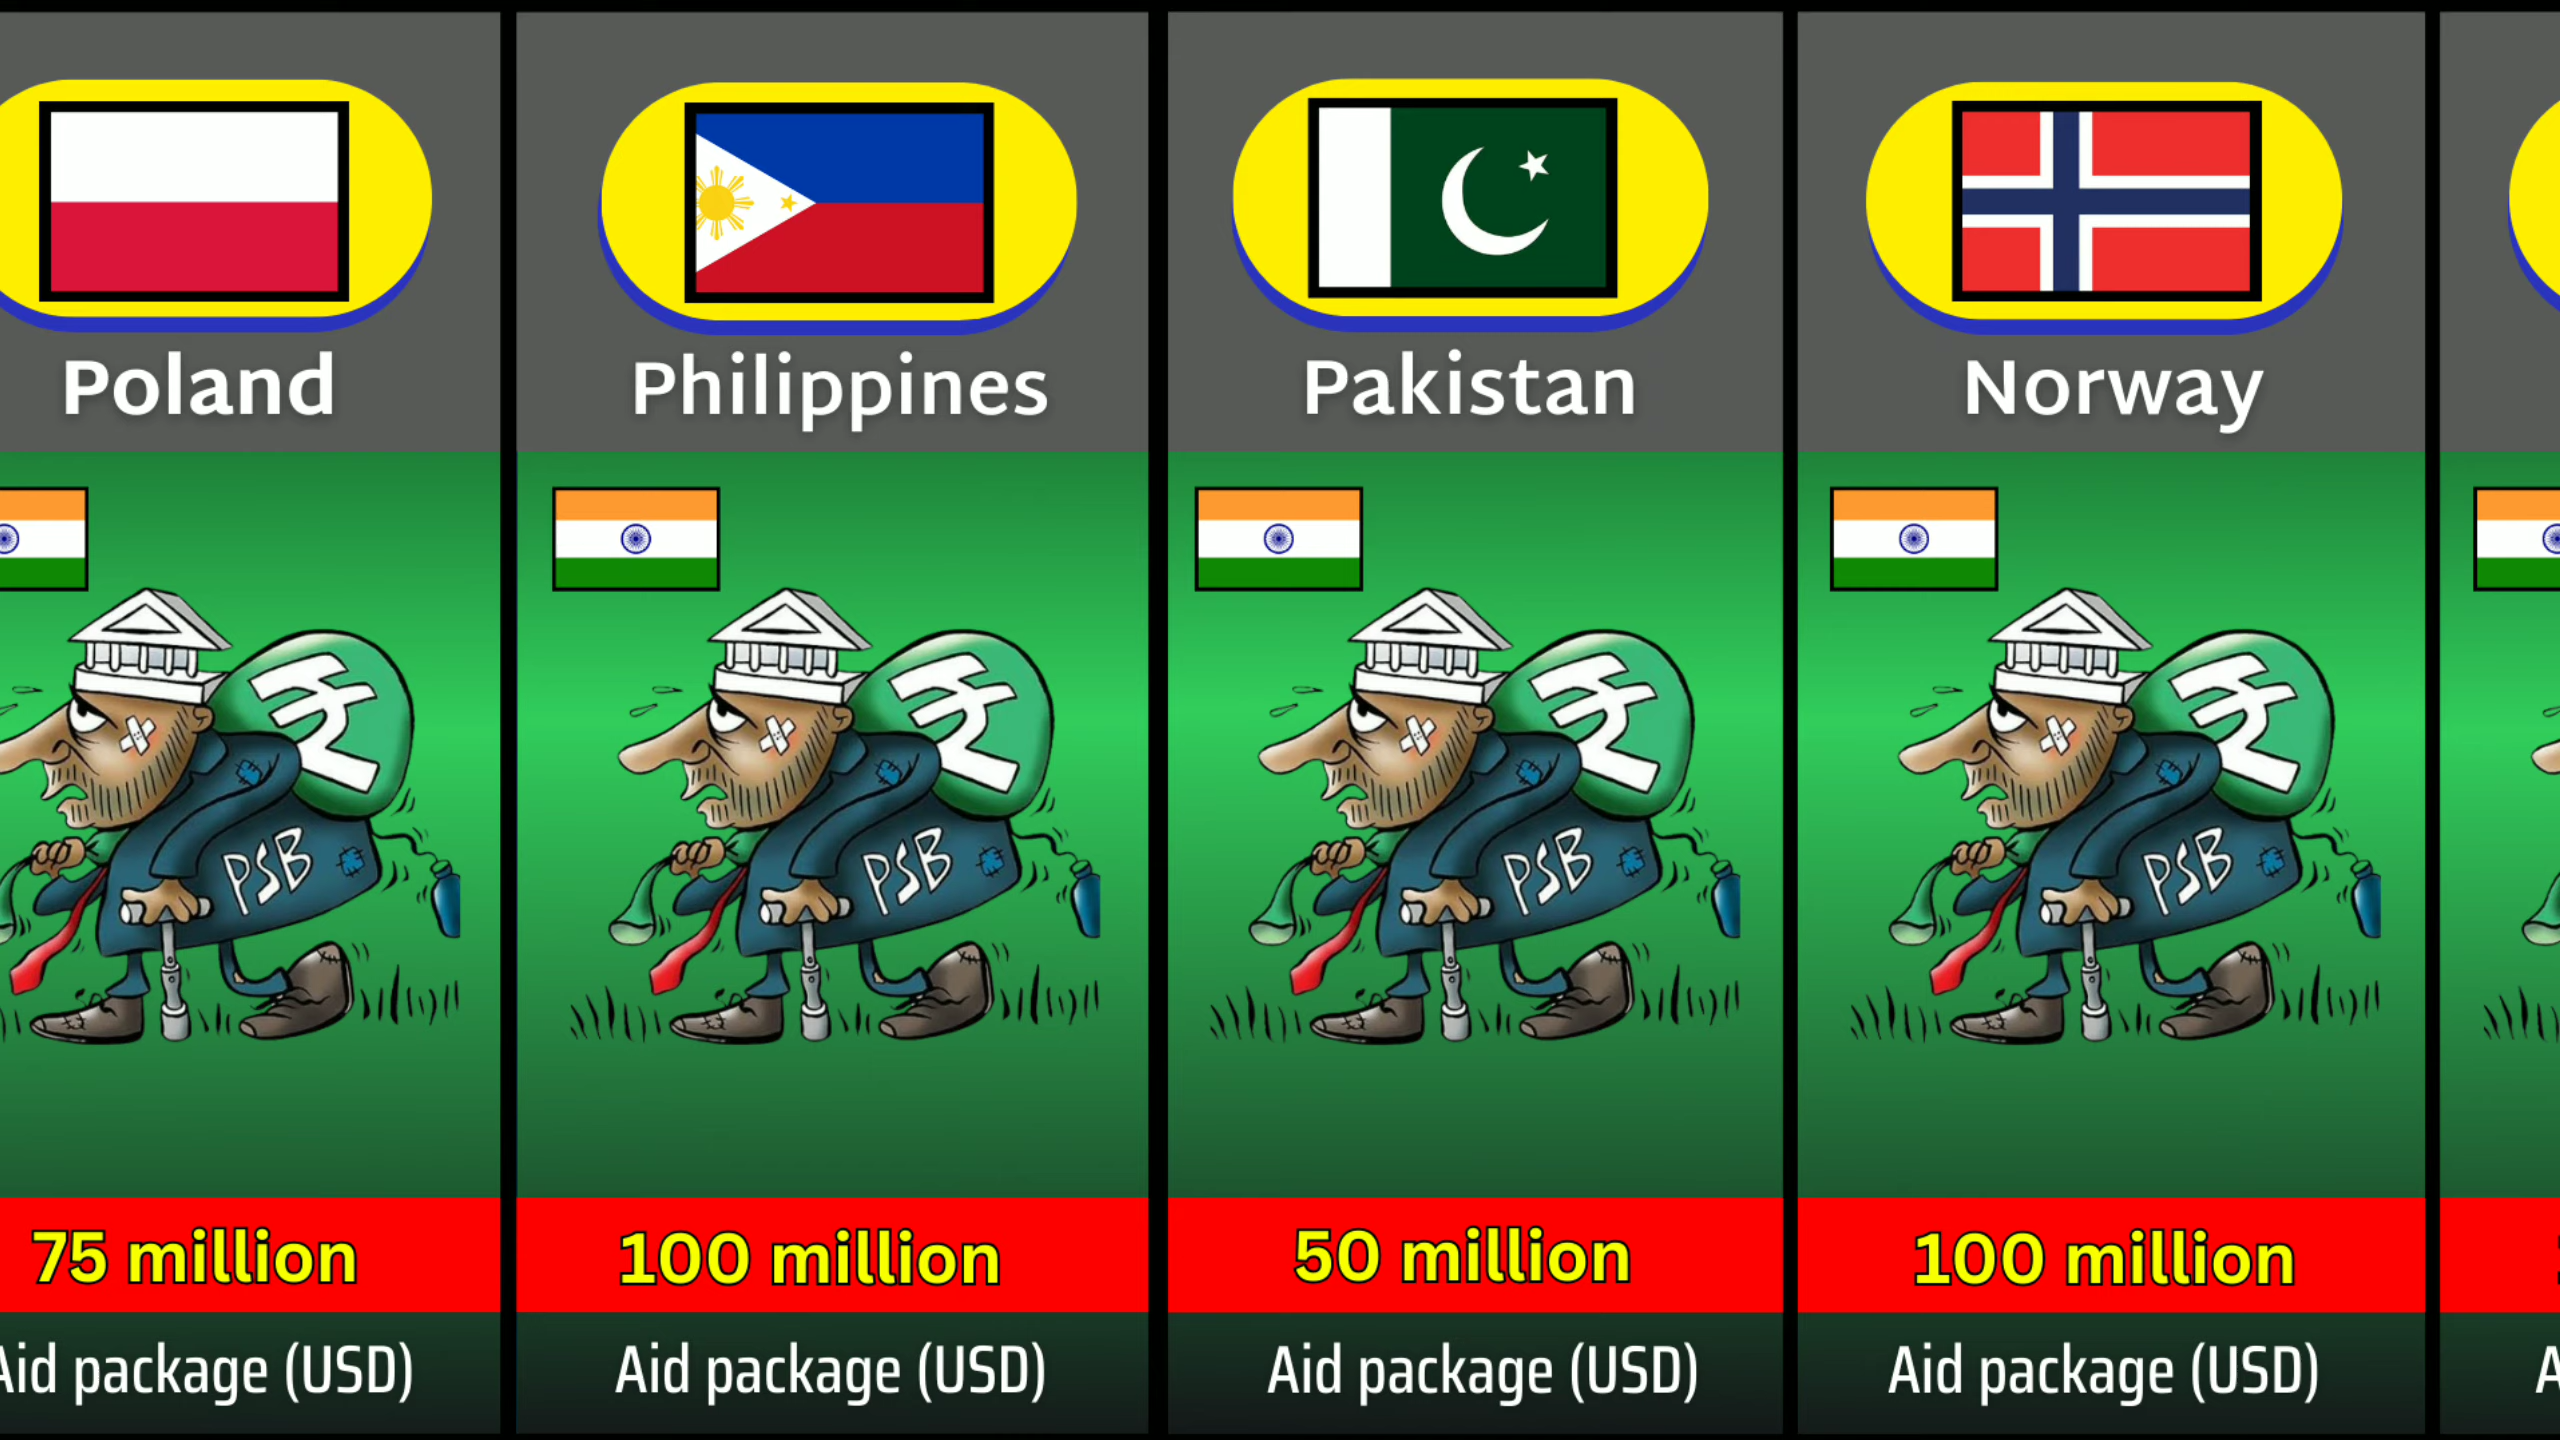 Poland
Philippines
Pakistan
Norway
₹
₹
₹
₹
PSB
PSB
PSB
PSB
75 million
100 million
50 million
100 million
Aid package (USD)
Aid package (USD)
Aid package (USD)
Aid package (USD)